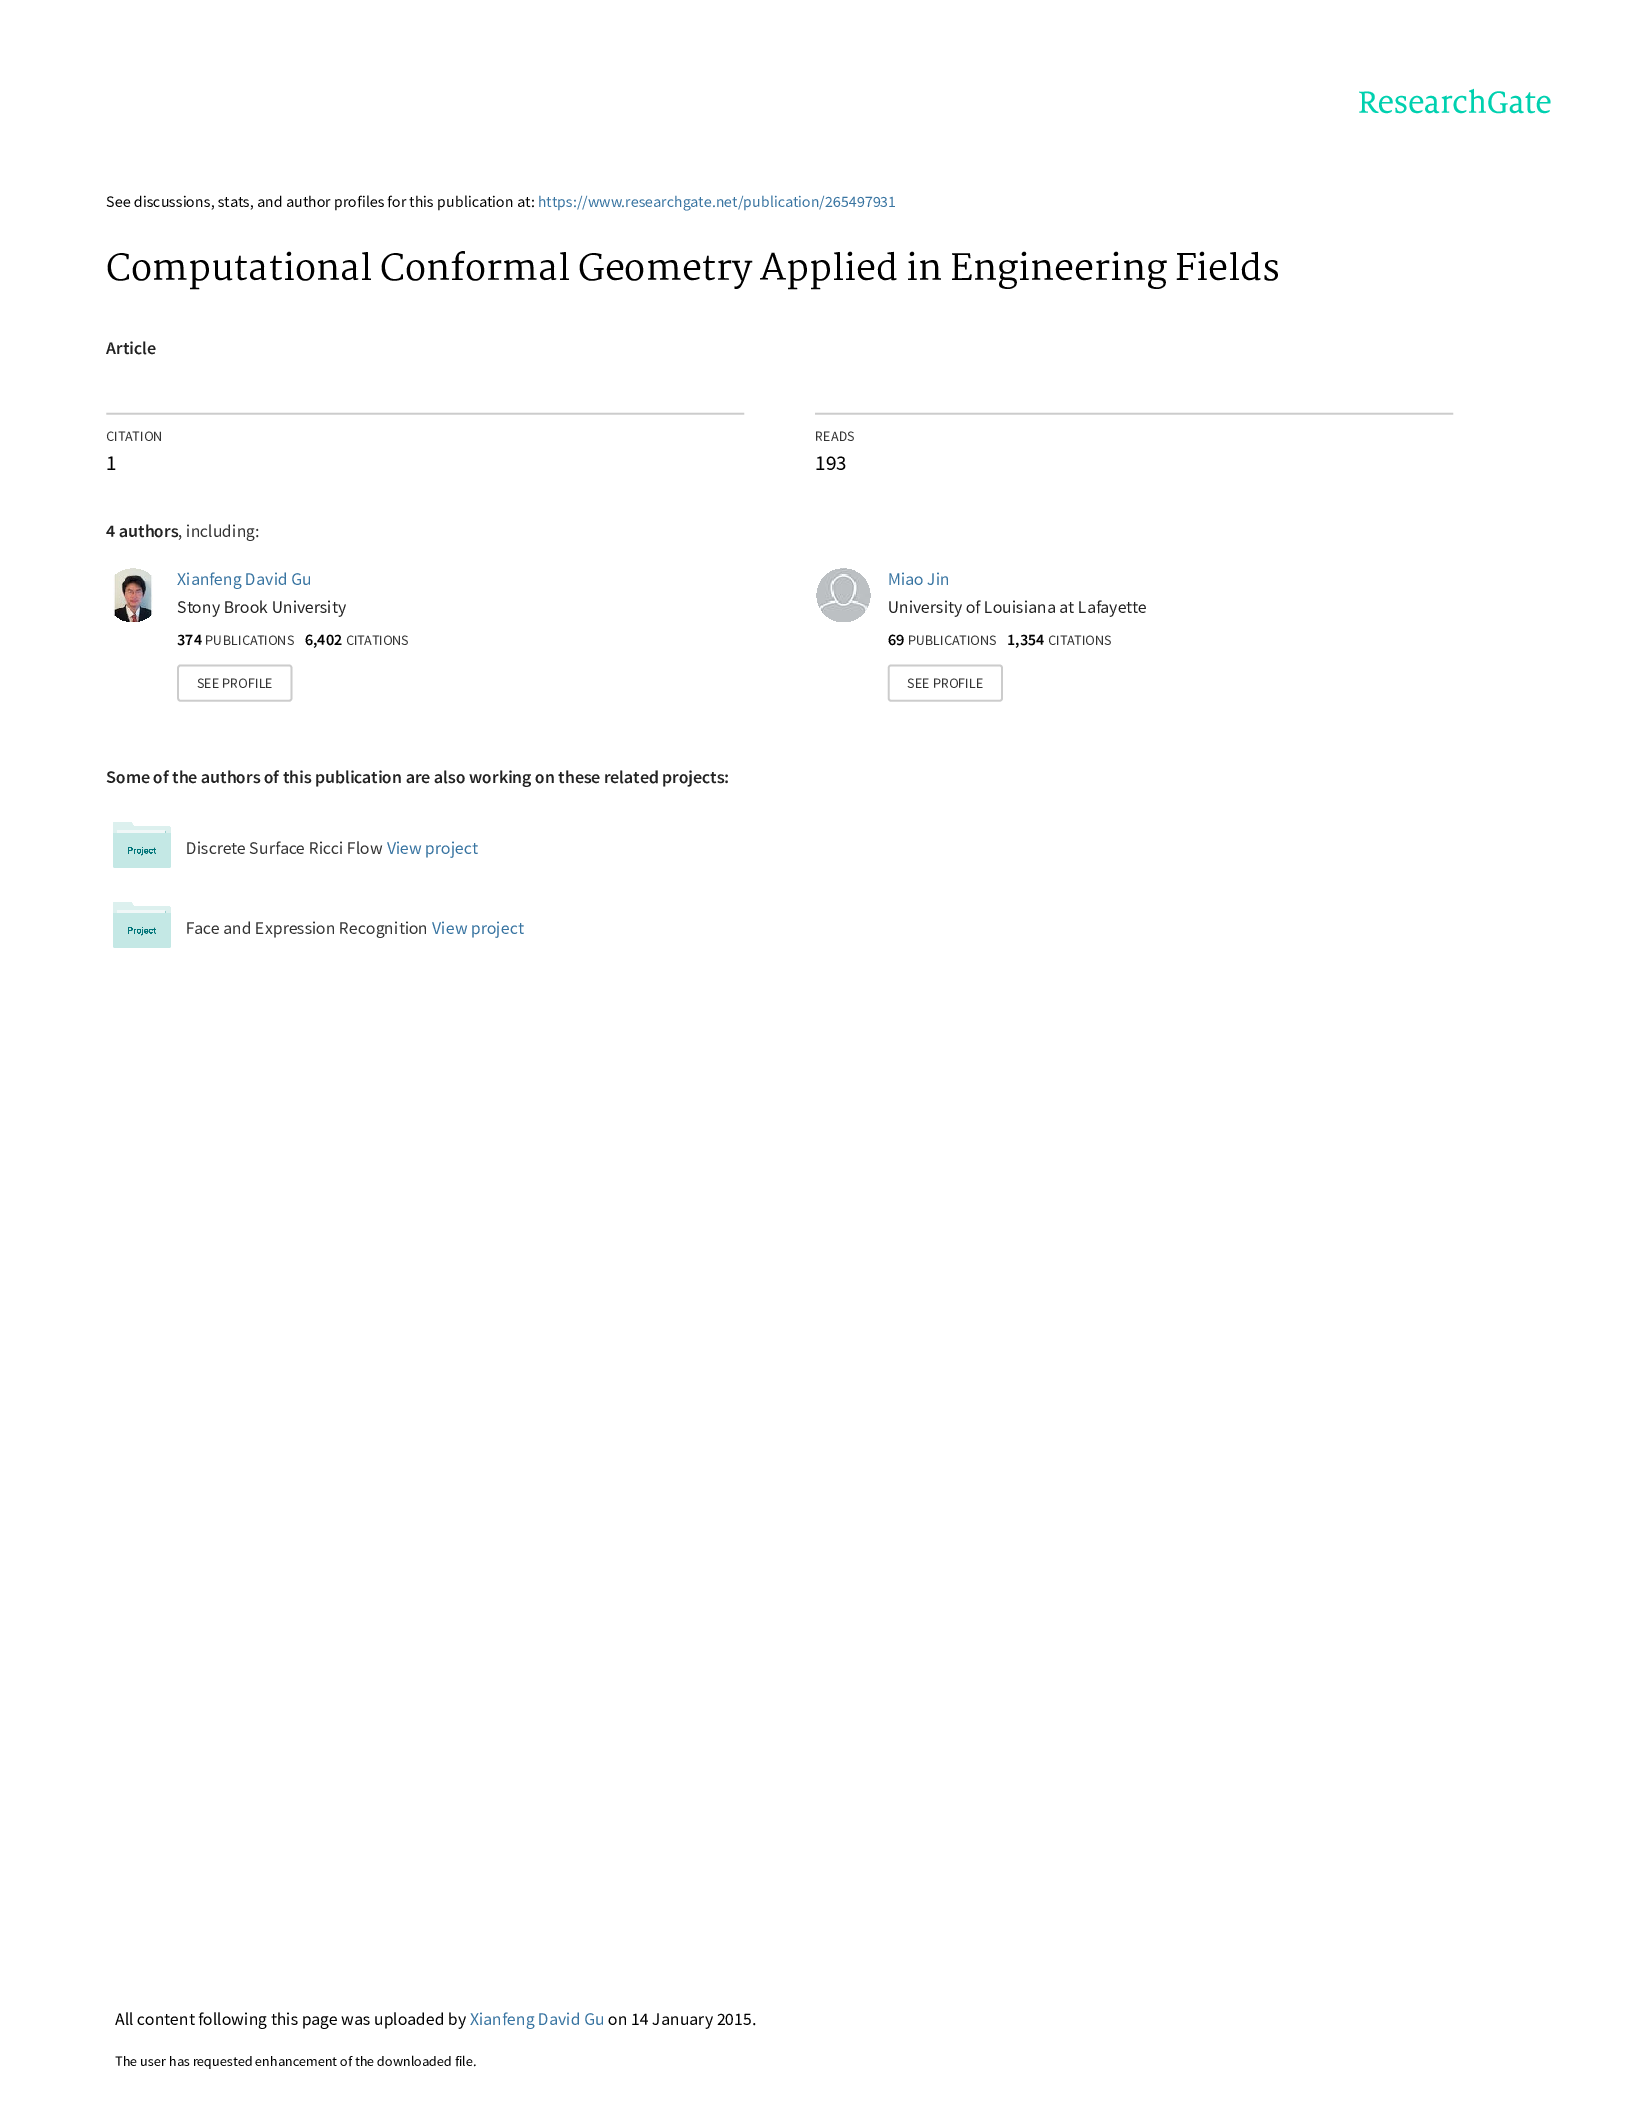 ResearchGate
See discussions, stats, and author profiles for this publication at: https://www.researchgate.net/publication/265497931
Computational Conformal Geometry Applied in Engineering Fields
Article
CITATION
1
READS
193
4 authors, including:
Xianfeng David Gu
Stony Brook University
374 PUBLICATIONS 6,402 CITATIONS
SEE PROFILE
Miao Jin
University of Louisiana at Lafayette
69 PUBLICATIONS 1,354 CITATIONS
SEE PROFILE
Some of the authors of this publication are also working on these related projects:
Project
Discrete Surface Ricci Flow View project
Project
Face and Expression Recognition View project
All content following this page was uploaded by Xianfeng David Gu on 14 January 2015.
The user has requested enhancement of the downloaded file.